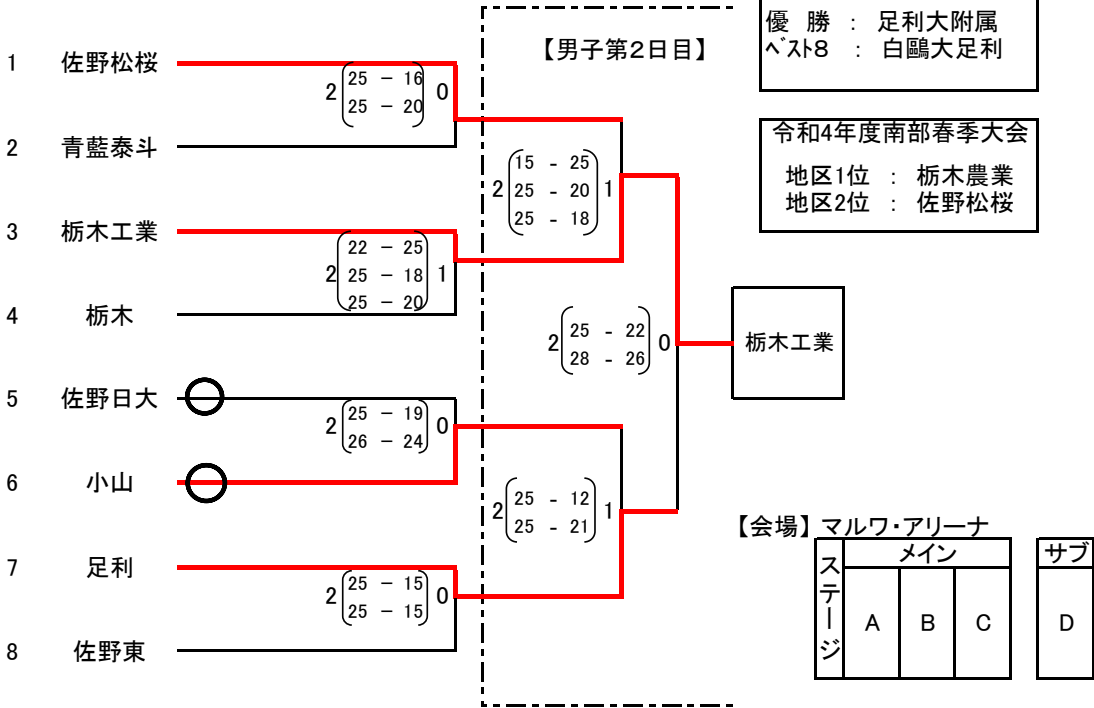 優 勝 : 足利大附属
ベスト8 : 白鷗大足利
【男子第2日目】
令和4年度南部春季大会
地区1位 : 栃木農業
地区2位 : 佐野松桜
1 佐野松桜
2 25 - 16 0
25 - 20
2 青藍泰斗
2 15 - 25 1
25 - 20
25 - 18
3 栃木工業
2 22 - 25 1
25 - 18
25 - 20
4 栃木
2 25 - 22 0
28 - 26
栃木工業
5 佐野日大
2 25 - 19 0
26 - 24
6 小山
2 25 - 12 1
25 - 21
7 足利
2 25 - 15 0
25 - 15
8 佐野東
【会場】マルワ・アリーナ
ステージ
メイン
サブ
A B C D